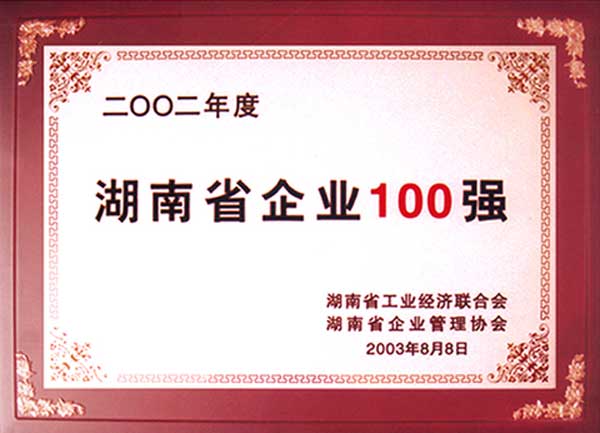 二〇〇二年度
湖南省企业100强
湖南省工业经济联合会
湖南省企业管理协会
2003年8月8日